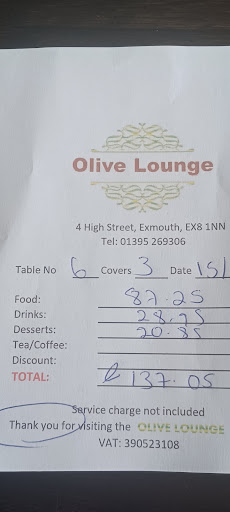 Olive Lounge
4 High Street, Exmouth, EX8 1NN
Tel: 01395 269306
Table No 6 Covers 3 Date 15/
Food: 87.25
Drinks: 28.95
Desserts: 20.85
Tea/Coffee:
Discount:
TOTAL: £ 137.05
Service charge not included
Thank you for visiting the OLIVE LOUNGE
VAT: 390523108